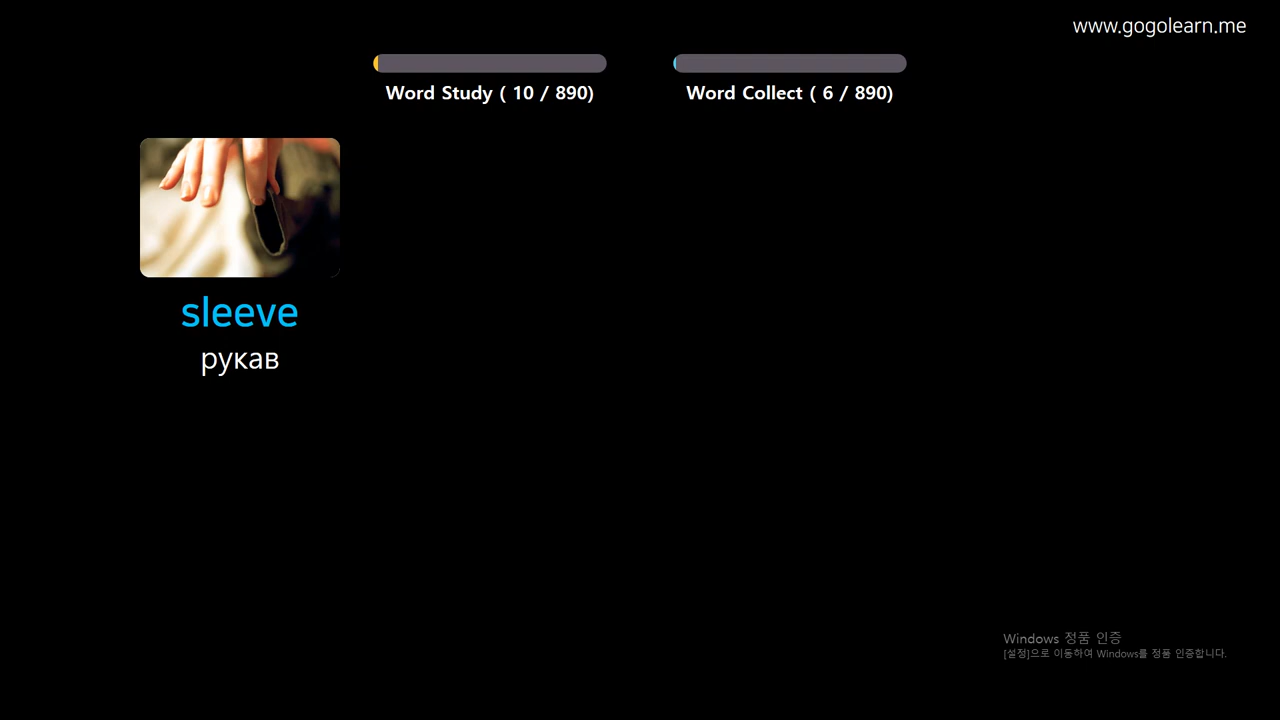 www.gogolearn.me
Word Study ( 10 / 890)
Word Collect ( 6 / 890)
sleeve
рукав
Windows 정품 인증
[설정]으로 이동하여 Windows를 정품 인증합니다.